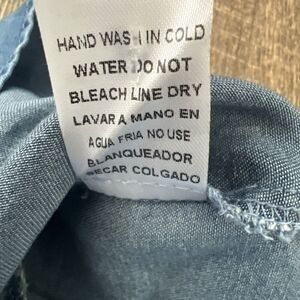 HAND WASH IN COLD
WATER DO NOT
BLEACH LINE DRY
LAVAR A MANO EN
AGUA FRIA NO USE
BLANQUEADOR
SECAR COLGADO